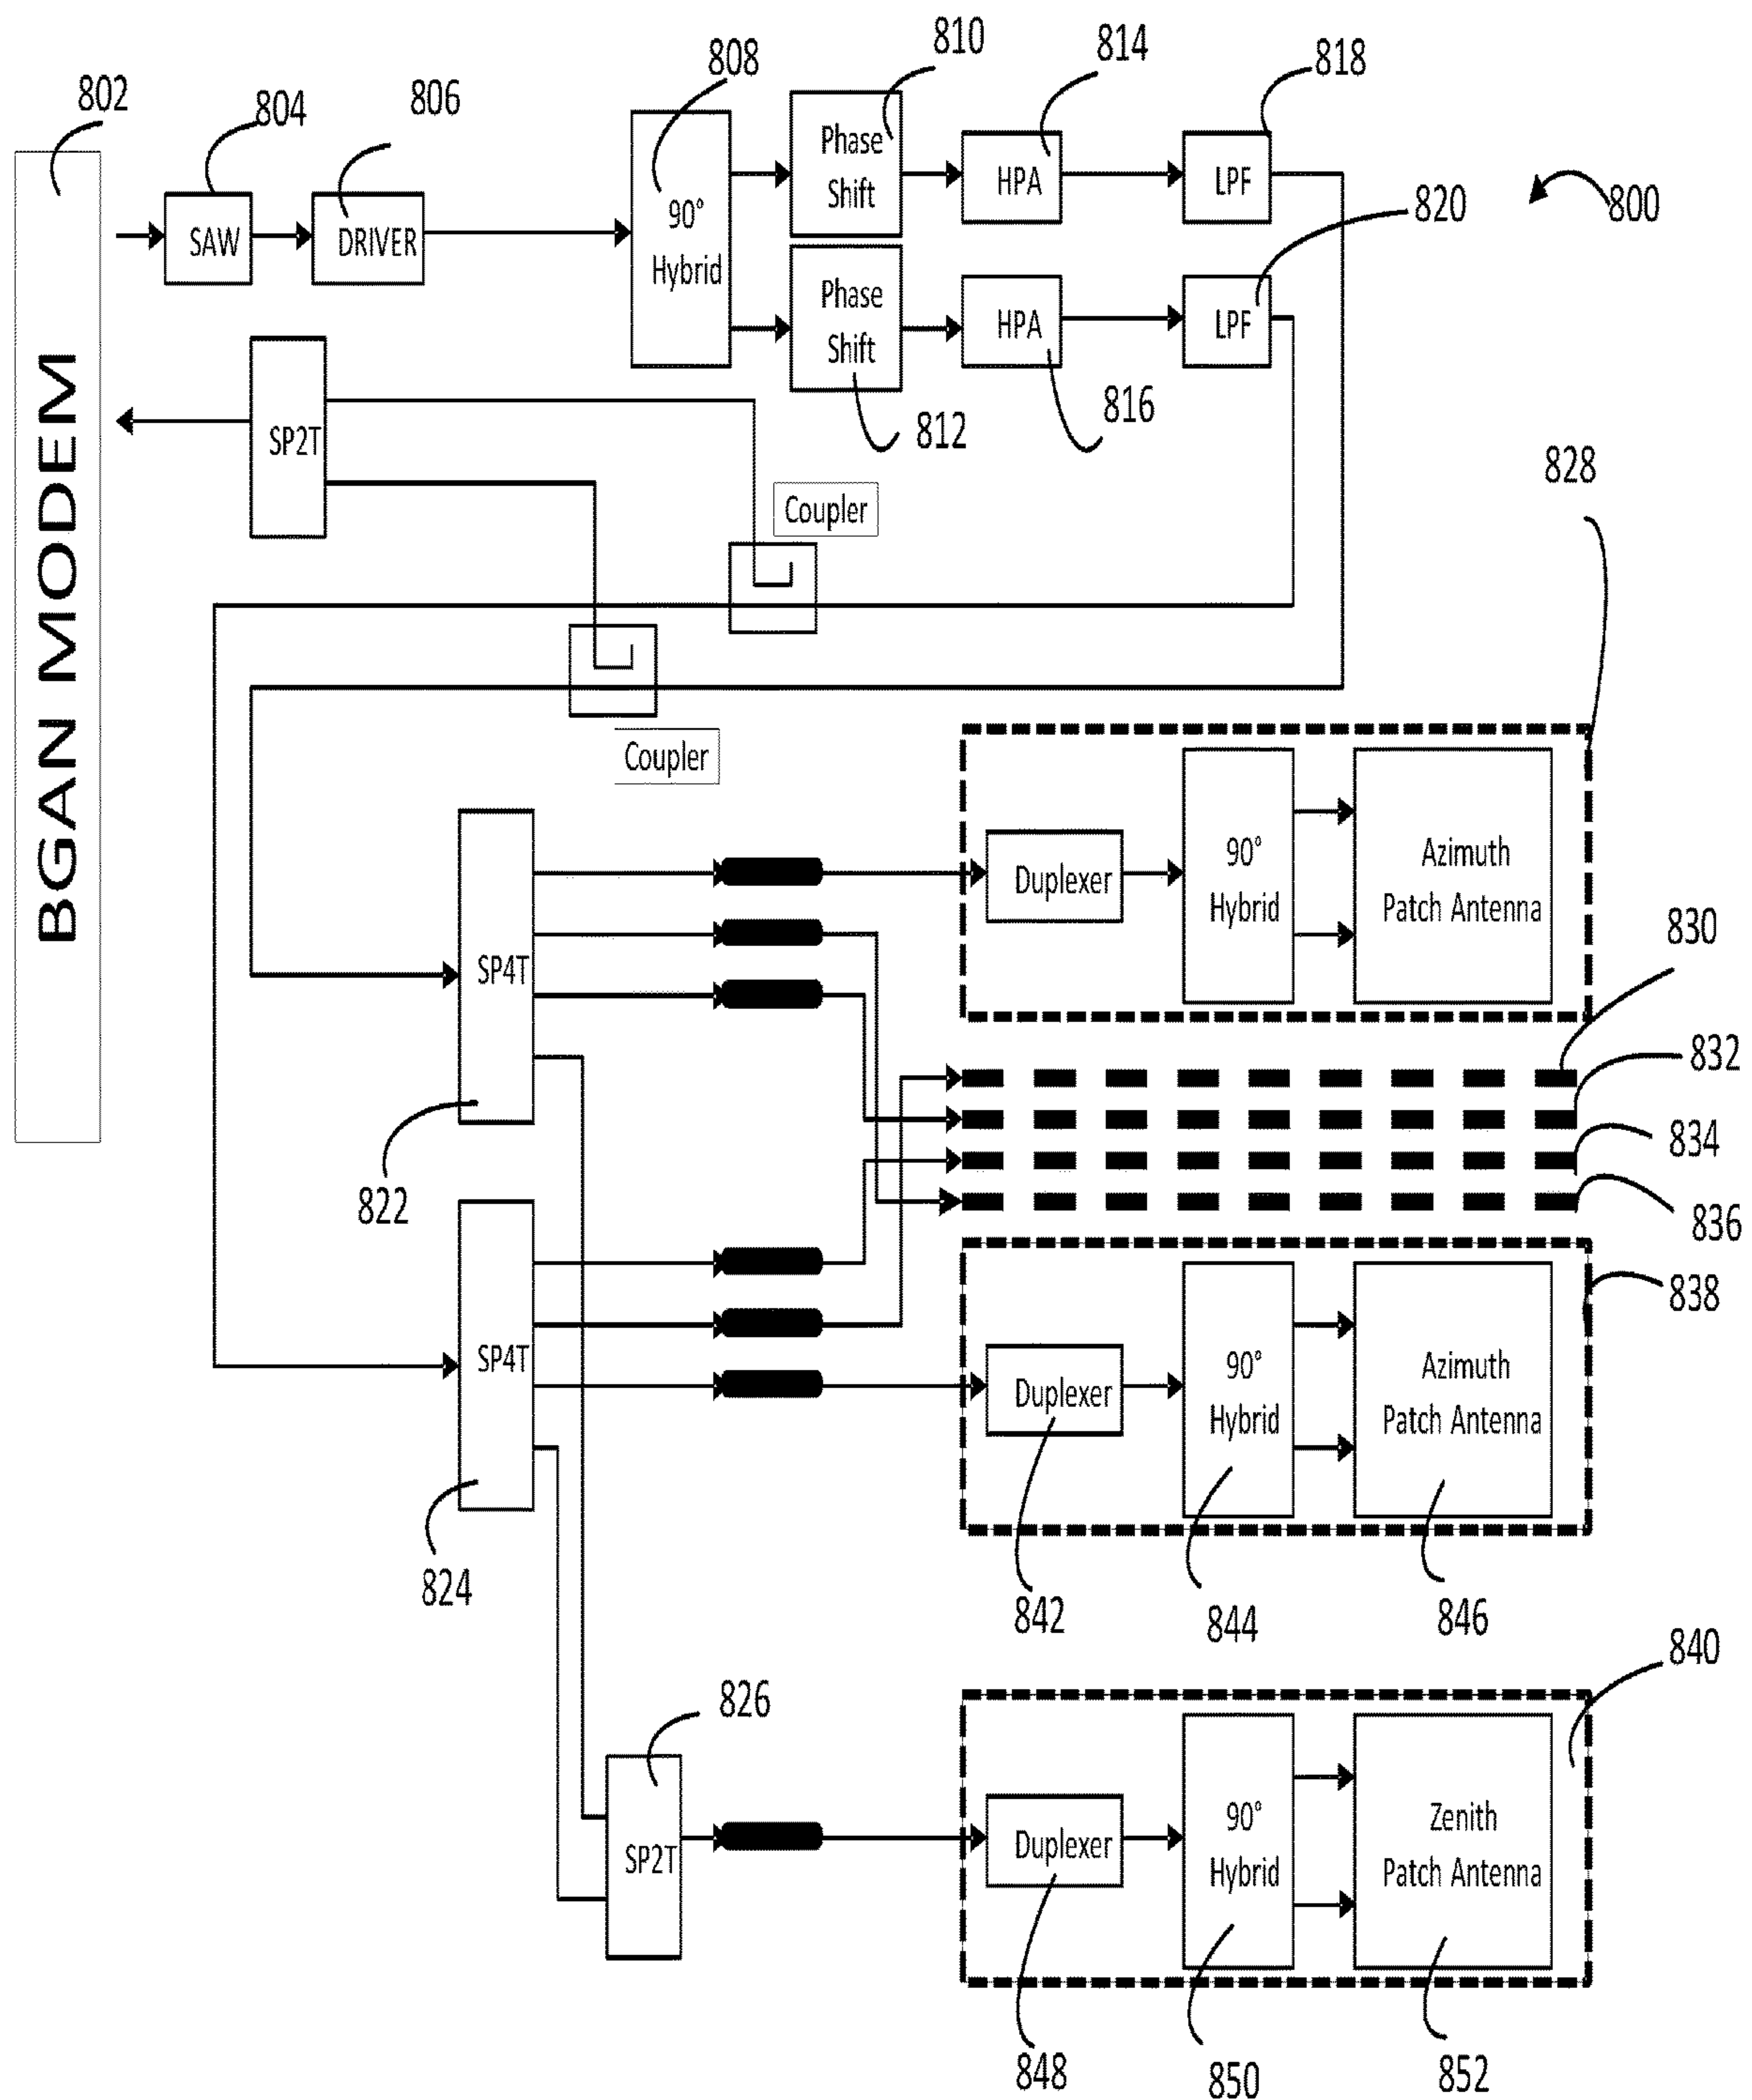 802
804
806
808
810
814
818
BGAN MODEM
SAW
DRIVER
90°
Hybrid
Phase
Shift
HPA
LPF
820
800
Phase
Shift
HPA
LPF
812
816
SP2T
Coupler
828
Coupler
SP4T
822
Duplexer
90°
Hybrid
Azimuth
Patch Antenna
830
832
834
836
838
SP4T
824
Duplexer
90°
Hybrid
Azimuth
Patch Antenna
842
844
846
840
826
SP2T
Duplexer
90°
Hybrid
Zenith
Patch Antenna
848
850
852